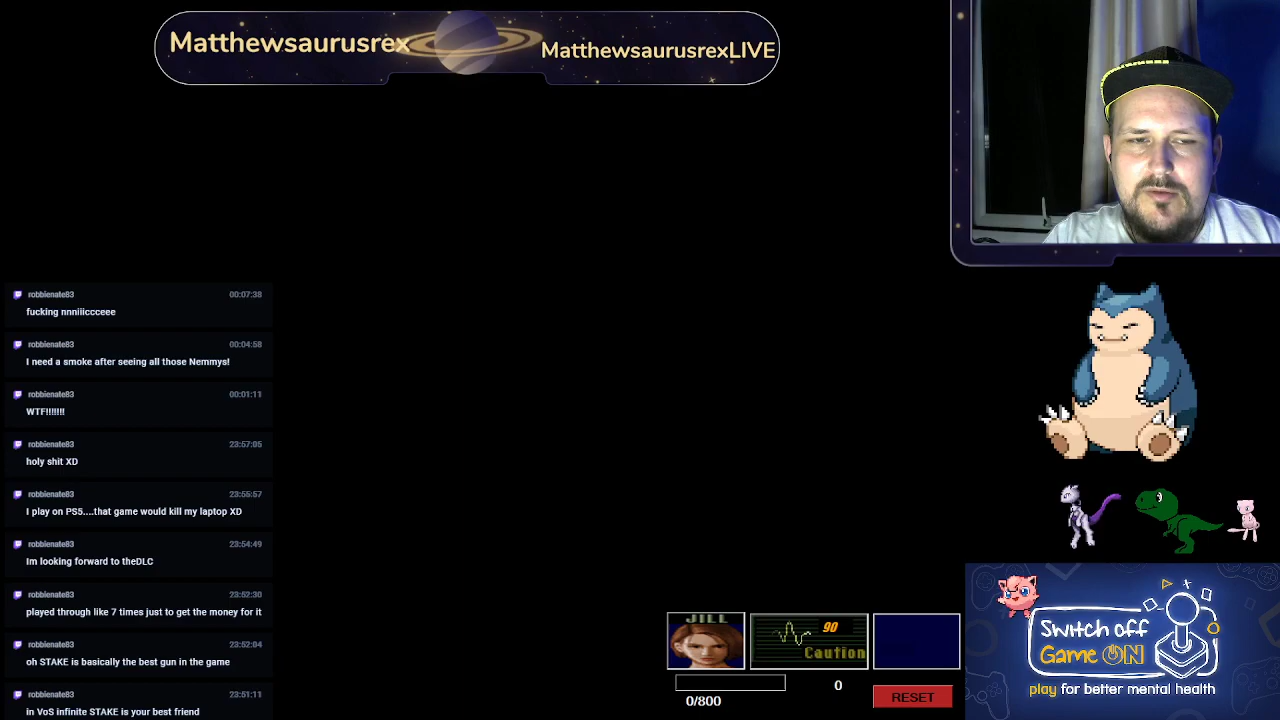 Matthewsaurusrex
MatthewsaurusrexLIVE
robbienate83 00:07:38
fucking nnniiiccceee
robbienate83 00:04:58
I need a smoke after seeing all those Nemmys!
robbienate83 00:01:11
WTF!!!!!!!
robbienate83 23:57:05
holy shit XD
robbienate83 23:55:57
I play on PS5....that game would kill my laptop XD
robbienate83 23:54:49
Im looking forward to theDLC
robbienate83 23:52:30
played through like 7 times just to get the money for it
robbienate83 23:52:04
oh STAKE is basically the best gun in the game
robbienate83 23:51:11
in VoS infinite STAKE is your best friend
JILL
90
Caution
0/800
0
RESET
Switch off
Game ON
play for better mental health